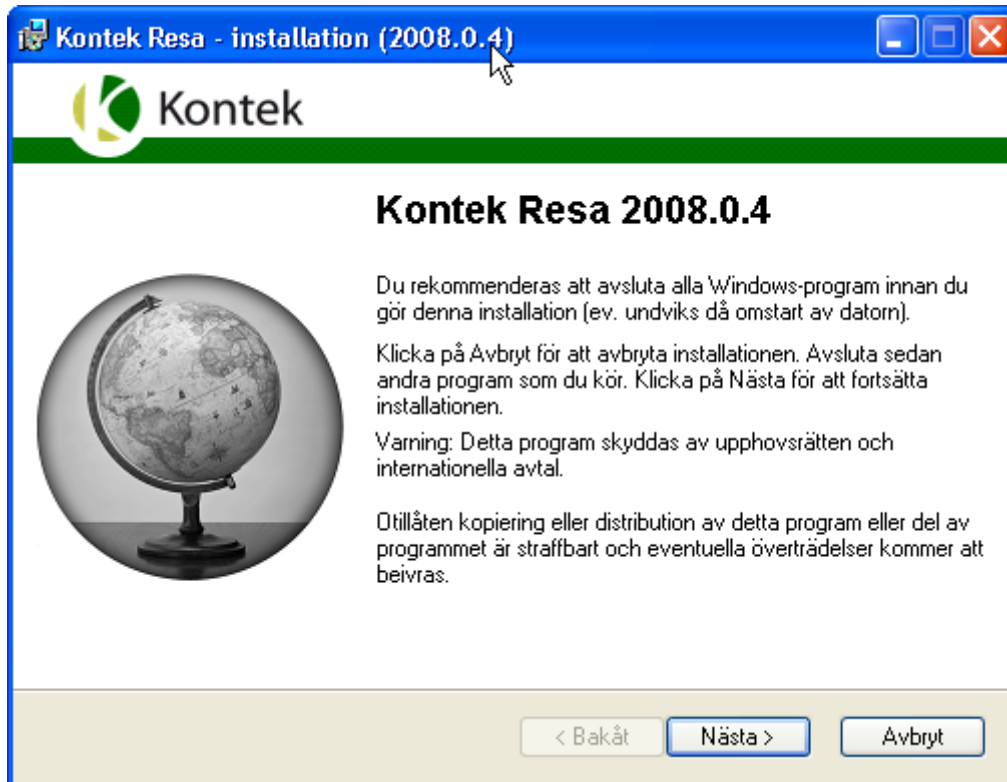 Kontek Resa - installation (2008.0.4)
Kontek
Kontek Resa 2008.0.4
Du rekommenderas att avsluta alla Windows-program innan du
gör denna installation (ev. undviks då omstart av datorn).
Klicka på Avbryt för att avbryta installationen. Avsluta sedan
andra program som du kör. Klicka på Nästa för att fortsätta
installationen.
Varning: Detta program skyddas av upphovsrätten och
internationella avtal.
Otillåten kopiering eller distribution av detta program eller del av
programmet är straffbart och eventuella överträdelser kommer att
beivras.
< Bakåt
Nästa >
Avbryt